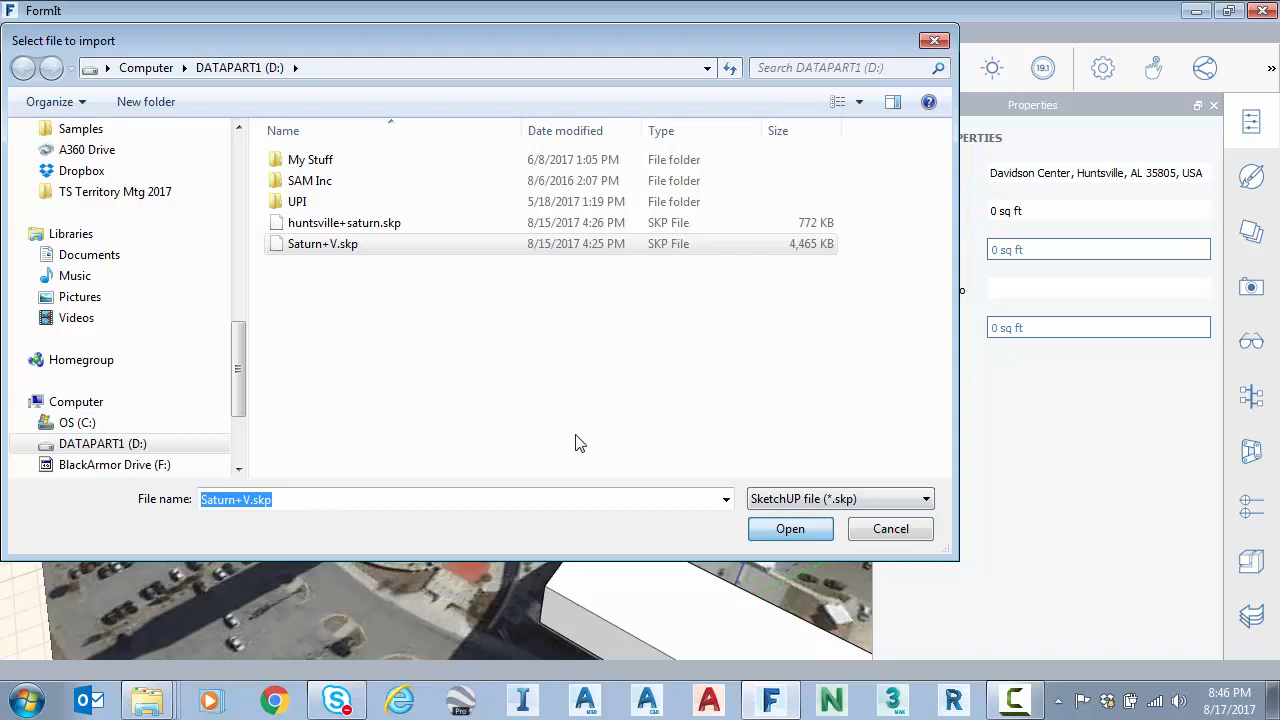 FormIt
Select file to import
Computer DATAPART1 (D:)
Search DATAPART1 (D:)
19.1
»
Organize New folder
Properties
Samples
A360 Drive
Dropbox
TS Territory Mtg 2017
Libraries
Documents
Music
Pictures
Videos
Homegroup
Computer
OS (C:)
DATAPART1 (D:)
BlackArmor Drive (F:)
Name Date modified Type Size
My Stuff 6/8/2017 1:05 PM File folder
SAM Inc 8/6/2016 2:07 PM File folder
UPI 5/18/2017 1:19 PM File folder
huntsville+saturn.skp 8/15/2017 4:26 PM SKP File 772 KB
Saturn+V.skp 8/15/2017 4:25 PM SKP File 4,465 KB
PERTIES
Davidson Center, Huntsville, AL 35805, USA
0 sq ft
0 sq ft
o
0 sq ft
File name: Saturn+V.skp SketchUP file (*.skp)
Open Cancel
Pro
8:46 PM
8/17/2017